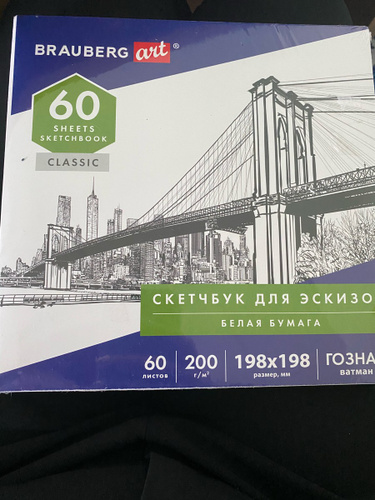 BRAUBERG art®
60
SHEETS
SKETCHBOOK
CLASSIC
СКЕТЧБУК ДЛЯ ЭСКИЗО
БЕЛАЯ БУМАГА
60 200 198x198 ГОЗНА
листов г/м² размер, мм ватман